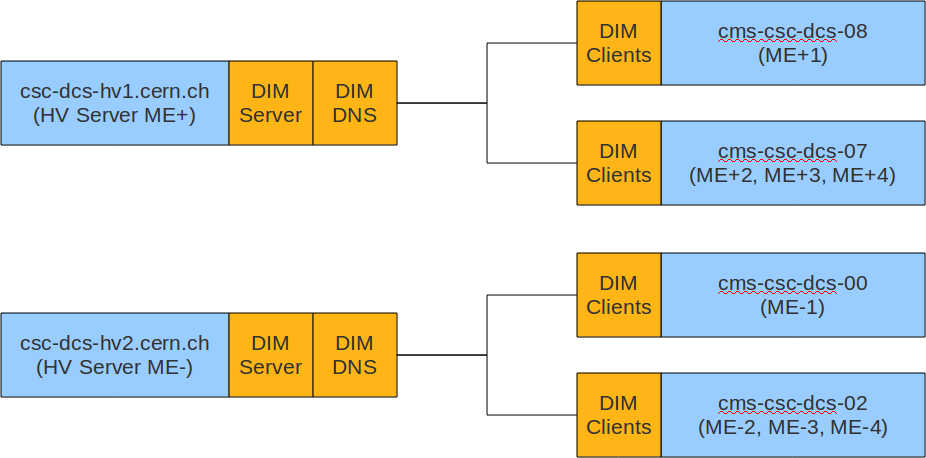 csc-dcs-hv1.cern.ch
(HV Server ME+)
DIM
Server
DIM
DNS
DIM
Clients
cms-csc-dcs-08
(ME+1)
DIM
Clients
cms-csc-dcs-07
(ME+2, ME+3, ME+4)
csc-dcs-hv2.cern.ch
(HV Server ME-)
DIM
Server
DIM
DNS
DIM
Clients
cms-csc-dcs-00
(ME-1)
DIM
Clients
cms-csc-dcs-02
(ME-2, ME-3, ME-4)